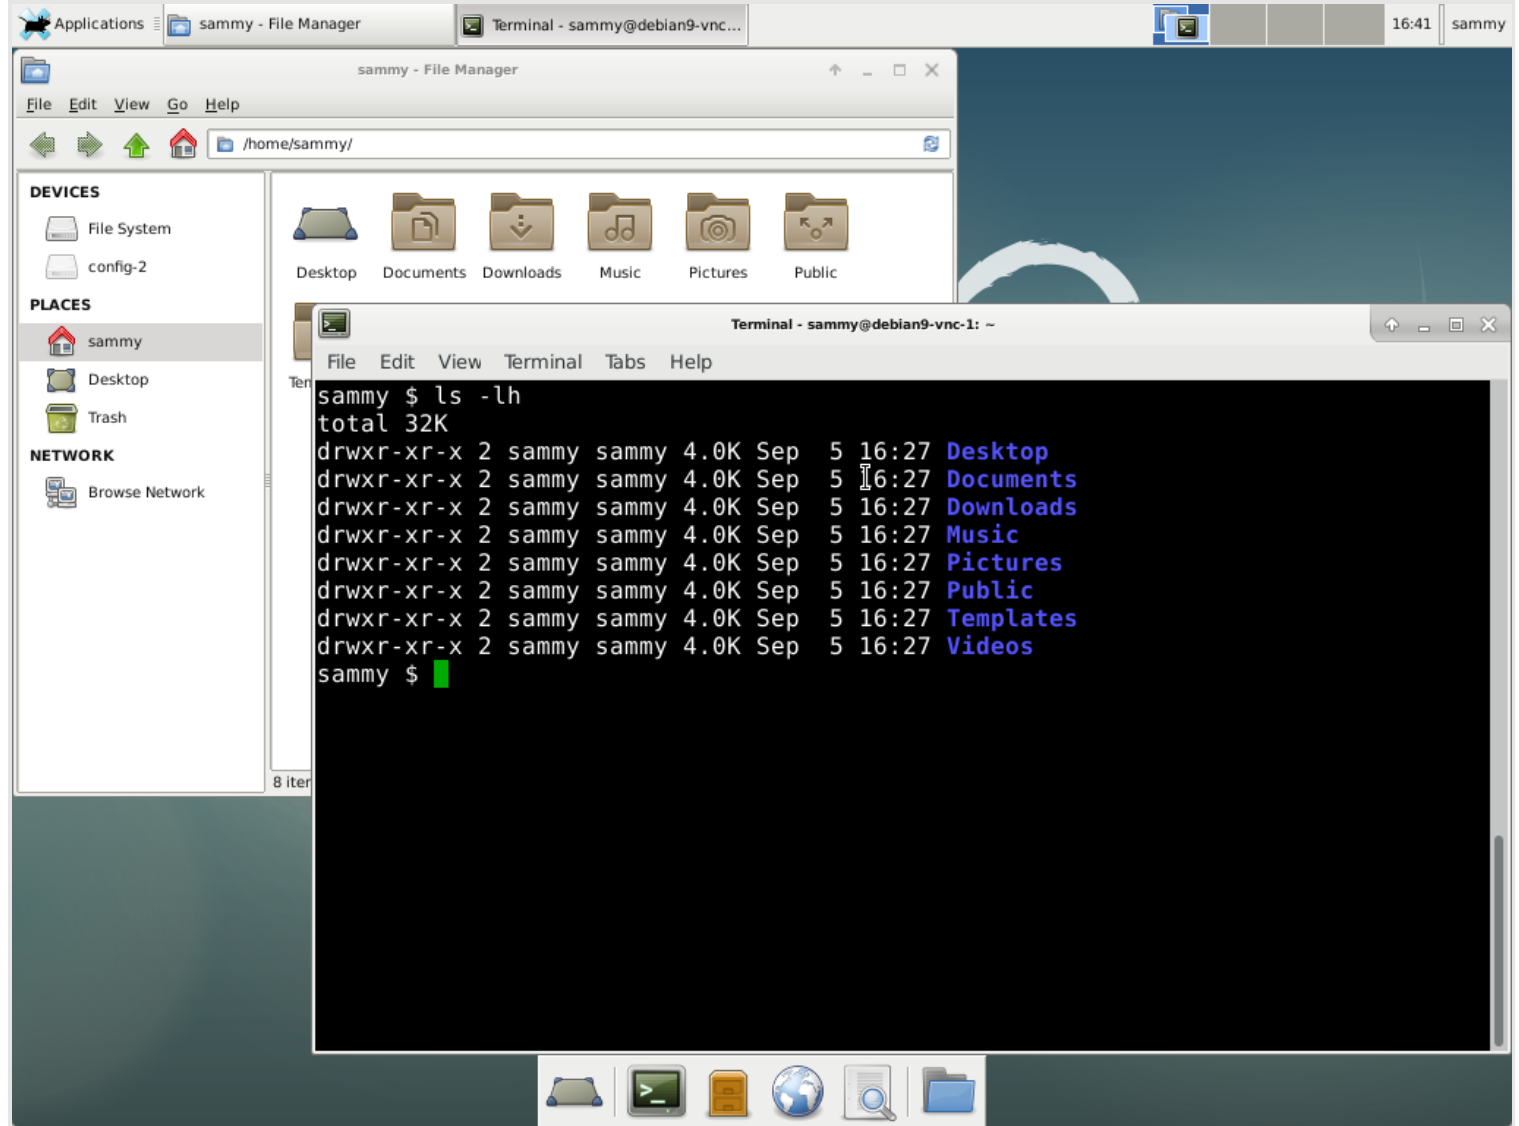 Applications sammy - File Manager Terminal - sammy@debian9-vnc... 16:41 sammy
sammy - File Manager
File Edit View Go Help
/home/sammy/
DEVICES
File System
config-2
PLACES
sammy
Desktop
Trash
NETWORK
Browse Network
Desktop Documents Downloads Music Pictures Public
Tem
8 iter
Terminal - sammy@debian9-vnc-1: ~
File Edit View Terminal Tabs Help
sammy $ ls -lh
total 32K
drwxr-xr-x 2 sammy sammy 4.0K Sep  5 16:27 Desktop
drwxr-xr-x 2 sammy sammy 4.0K Sep  5 16:27 Documents
drwxr-xr-x 2 sammy sammy 4.0K Sep  5 16:27 Downloads
drwxr-xr-x 2 sammy sammy 4.0K Sep  5 16:27 Music
drwxr-xr-x 2 sammy sammy 4.0K Sep  5 16:27 Pictures
drwxr-xr-x 2 sammy sammy 4.0K Sep  5 16:27 Public
drwxr-xr-x 2 sammy sammy 4.0K Sep  5 16:27 Templates
drwxr-xr-x 2 sammy sammy 4.0K Sep  5 16:27 Videos
sammy $